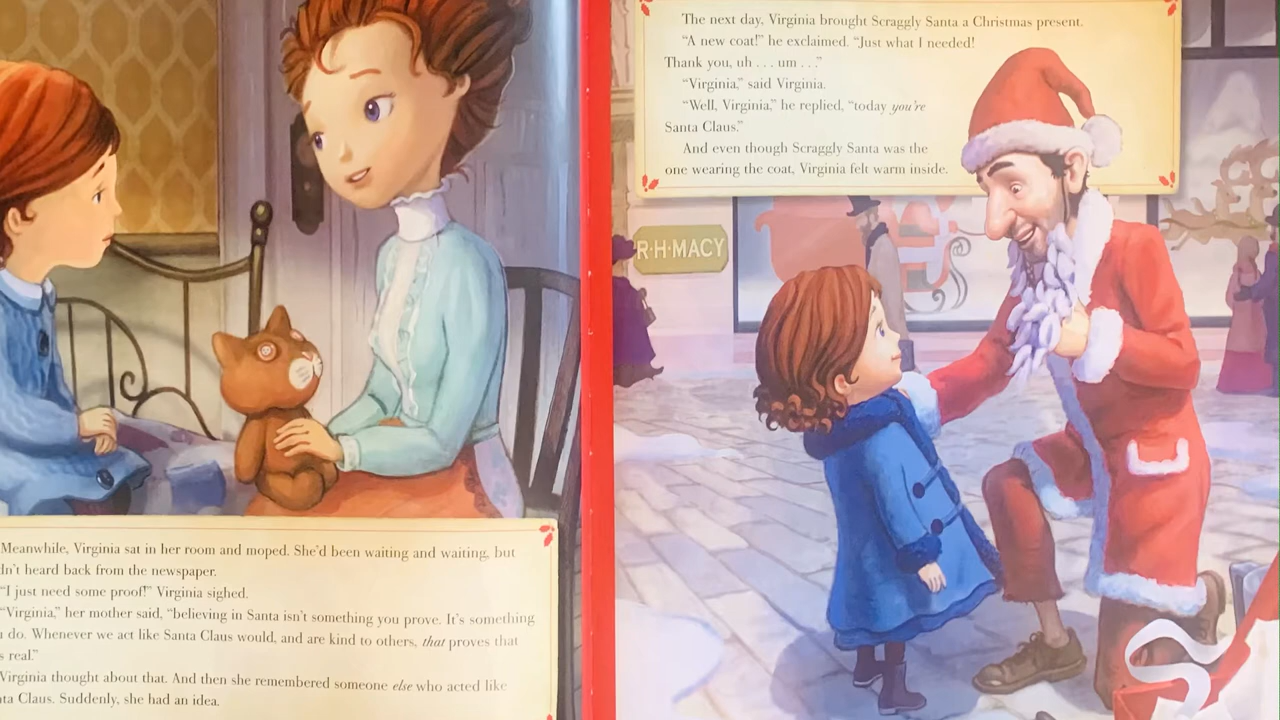 Meanwhile, Virginia sat in her room and moped. She'd been waiting and waiting, but
dn't heard back from the newspaper.
"I just need some proof!" Virginia sighed.
"Virginia," her mother said, "believing in Santa isn't something you prove. It's something
do. Whenever we act like Santa Claus would, and are kind to others, that proves that
s real."
Virginia thought about that. And then she remembered someone else who acted like
ta Claus. Suddenly, she had an idea.
The next day, Virginia brought Scraggly Santa a Christmas present.
"A new coat!" he exclaimed. "Just what I needed!
Thank you, uh . . . um . . ."
"Virginia," said Virginia.
"Well, Virginia," he replied, "today you're
Santa Claus."
And even though Scraggly Santa was the
one wearing the coat, Virginia felt warm inside.
R·H·MACY